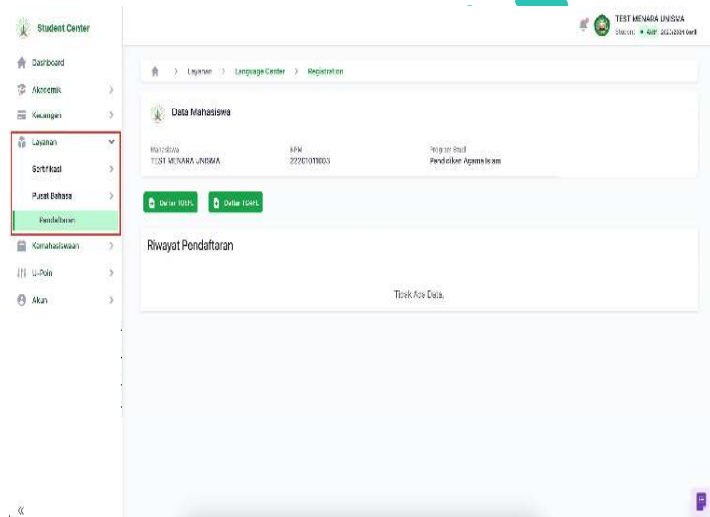 Student Center
TEST MENARA UNISMA
Dashboard
Akademik
Keuangan
Layanan
Sertifikasi
Pusat Bahasa
Pendaftaran
Kemahasiswaan
U-Poin
Akun
Layanan > Language Center > Registration
Data Mahasiswa
Mahasiswa
TEST MENARA UNISMA
NPM
22201011003
Program Studi
Pendidikan Agama Islam
Daftar TOEFL
Daftar
Riwayat Pendaftaran
Tidak Ada Data.